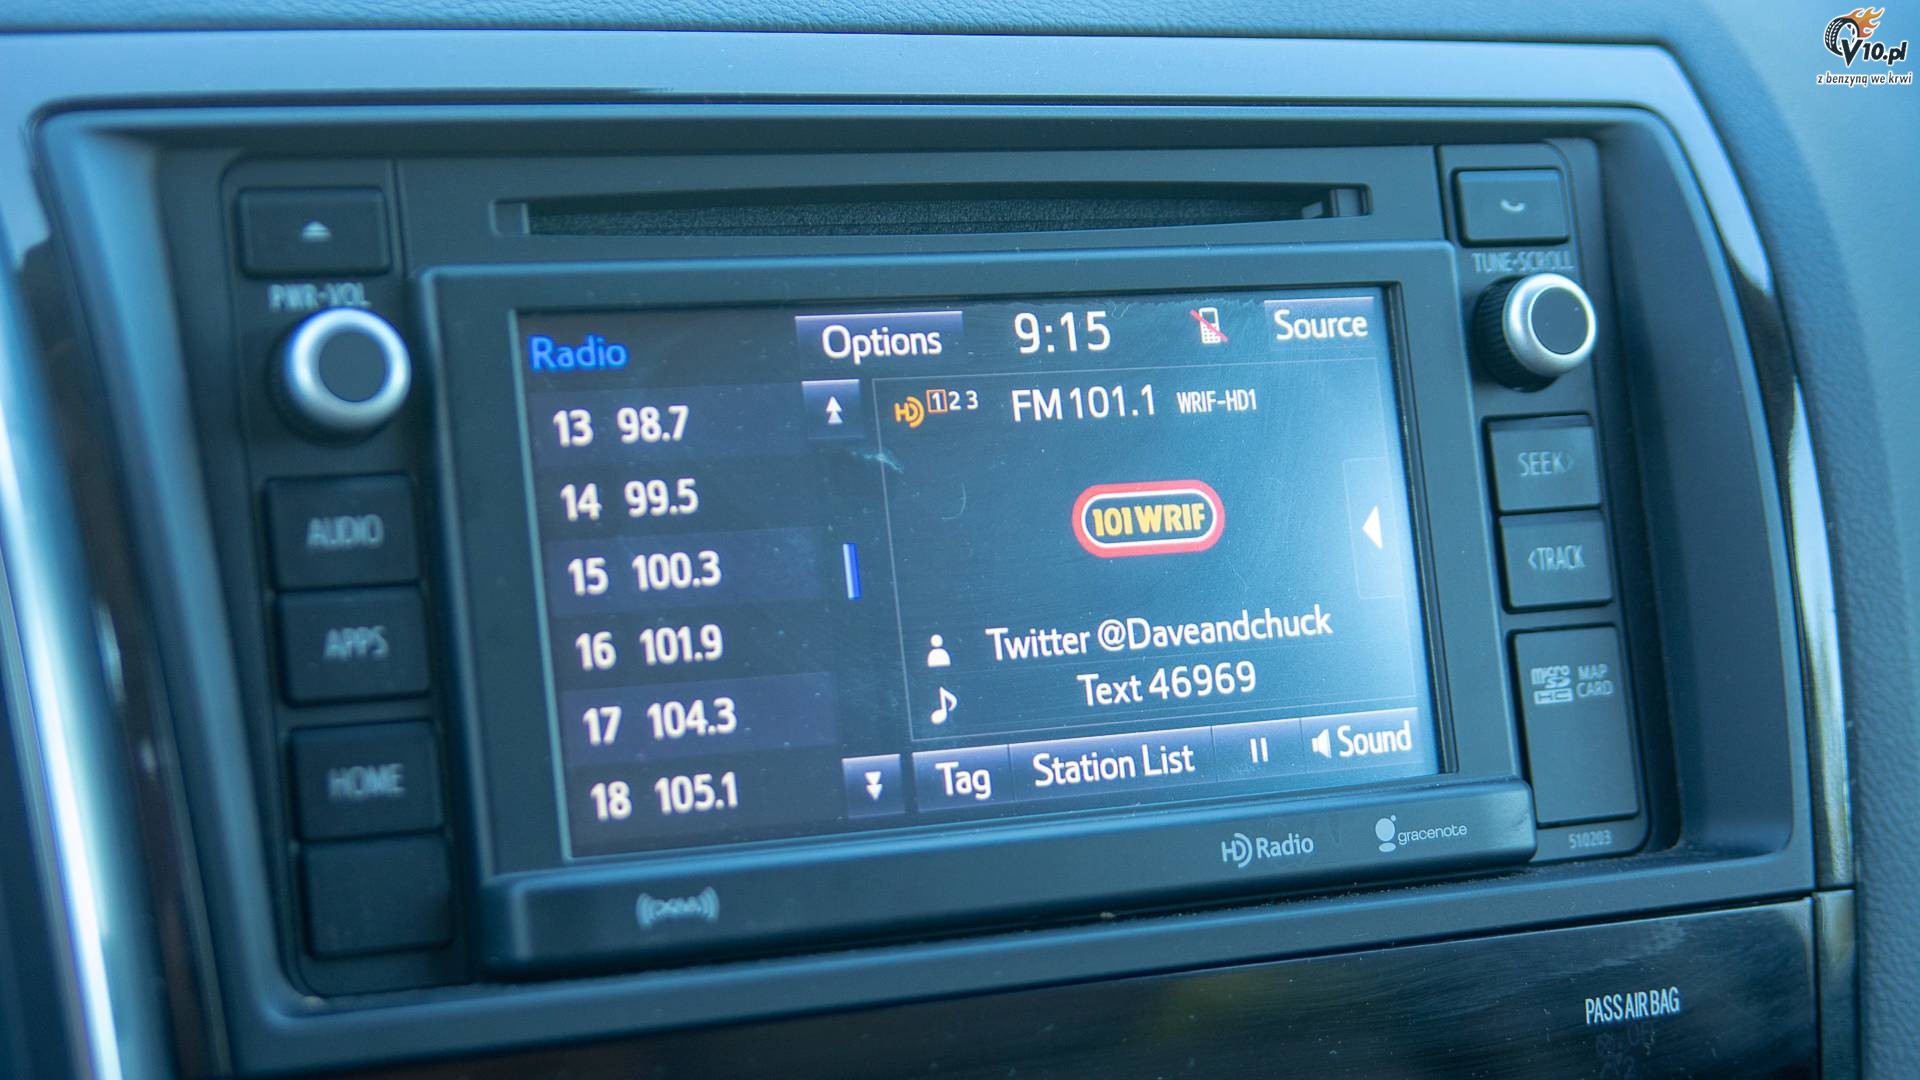 V10.pl
z benzyną we krwi
PWR•VOL
TUNE•SCROLL
Radio
Options
9:15
Source
13 98.7
14 99.5
15 100.3
16 101.9
17 104.3
18 105.1
HD 1 2 3 FM 101.1 WRIF-HD1
101 WRIF
Twitter @Daveandchuck
Text 46969
Tag
Station List
Sound
AUDIO
APPS
HOME
SEEK>
<TRACK
micro SD HC
MAP CARD
510203
((XM))
HD Radio
gracenote
PASS AIR BAG